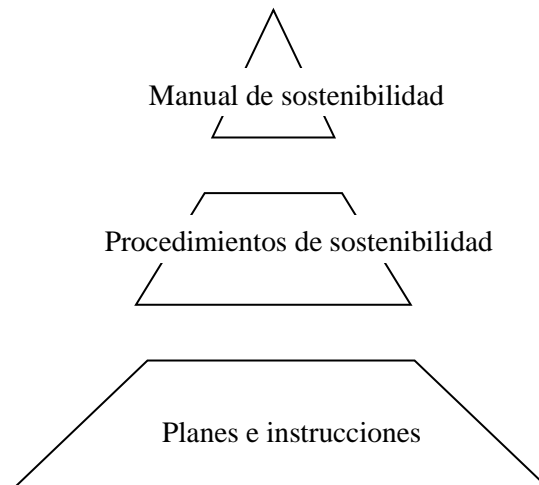 Manual de sostenibilidad
Procedimientos de sostenibilidad
Planes e instrucciones